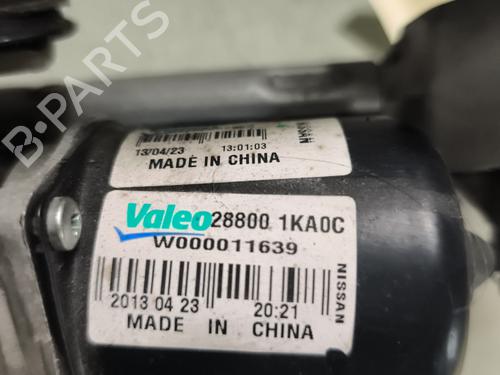 B-PARTS
NISSAN
13/04/23 13:01:03
MADE IN CHINA
Valeo 28800 1KA0C
W000011639
NISSAN
2013 04 23 20:21
MADE IN CHINA